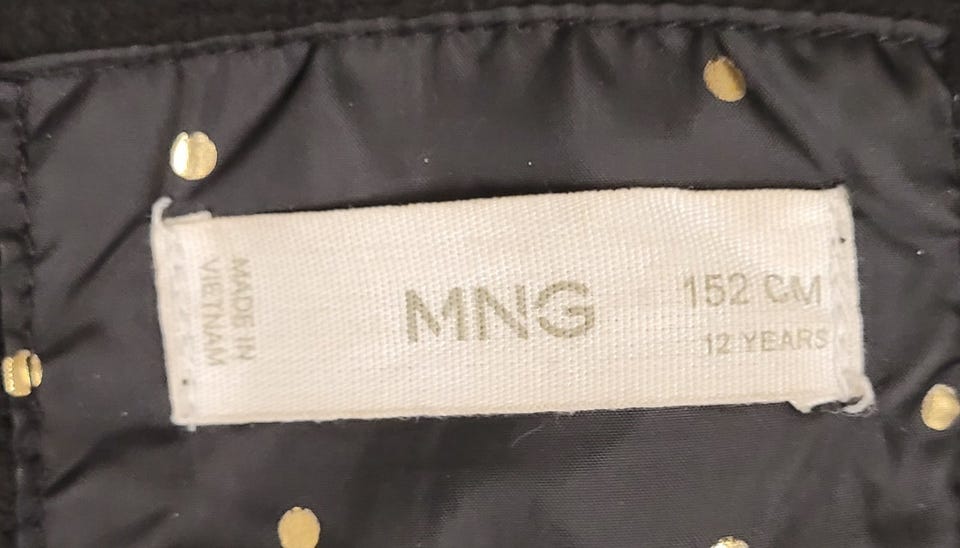 MADE IN
VIETNAM
MNG
152 CM
12 YEARS